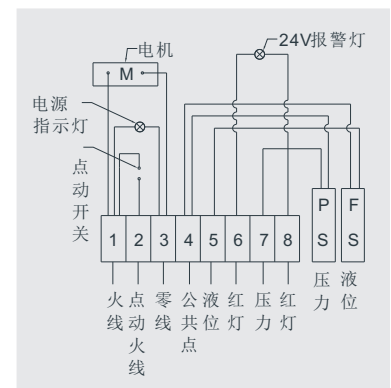 电机
24V报警灯
M
电源
指示灯
点动开关
P S
F S
1 2 3 4 5 6 7 8
压力
液位
火线
点动火线
零线
公共点
液位
红灯
压力
红灯